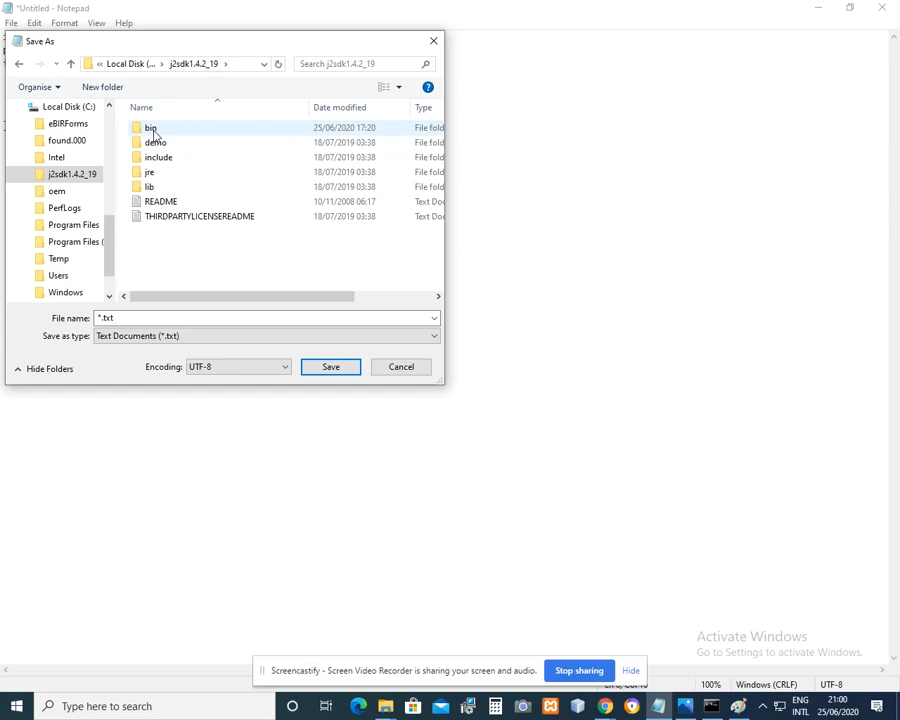 *Untitled - Notepad
File Edit Format View Help
Save As
« Local Disk (... › j2sdk1.4.2_19 ›
Search j2sdk1.4.2_19
Organise New folder
Name Date modified Type
Local Disk (C:)
eBIRForms
found.000
Intel
j2sdk1.4.2_19
oem
PerfLogs
Program Files
Program Files (
Temp
Users
Windows
bin 25/06/2020 17:20 File fold
demo 18/07/2019 03:38 File fold
include 18/07/2019 03:38 File fold
jre 18/07/2019 03:38 File fold
lib 18/07/2019 03:38 File fold
README 10/11/2008 06:17 Text Doc
THIRDPARTYLICENSEREADME 18/07/2019 03:38 Text Doc
File name: *.txt
Save as type: Text Documents (*.txt)
Hide Folders
Encoding: UTF-8
Save
Cancel
Activate Windows
Go to Settings to activate Windows.
Screencastify - Screen Video Recorder is sharing your screen and audio.
Stop sharing
Hide
100% Windows (CRLF) UTF-8
Type here to search
ENG
INTL
21:00
25/06/2020